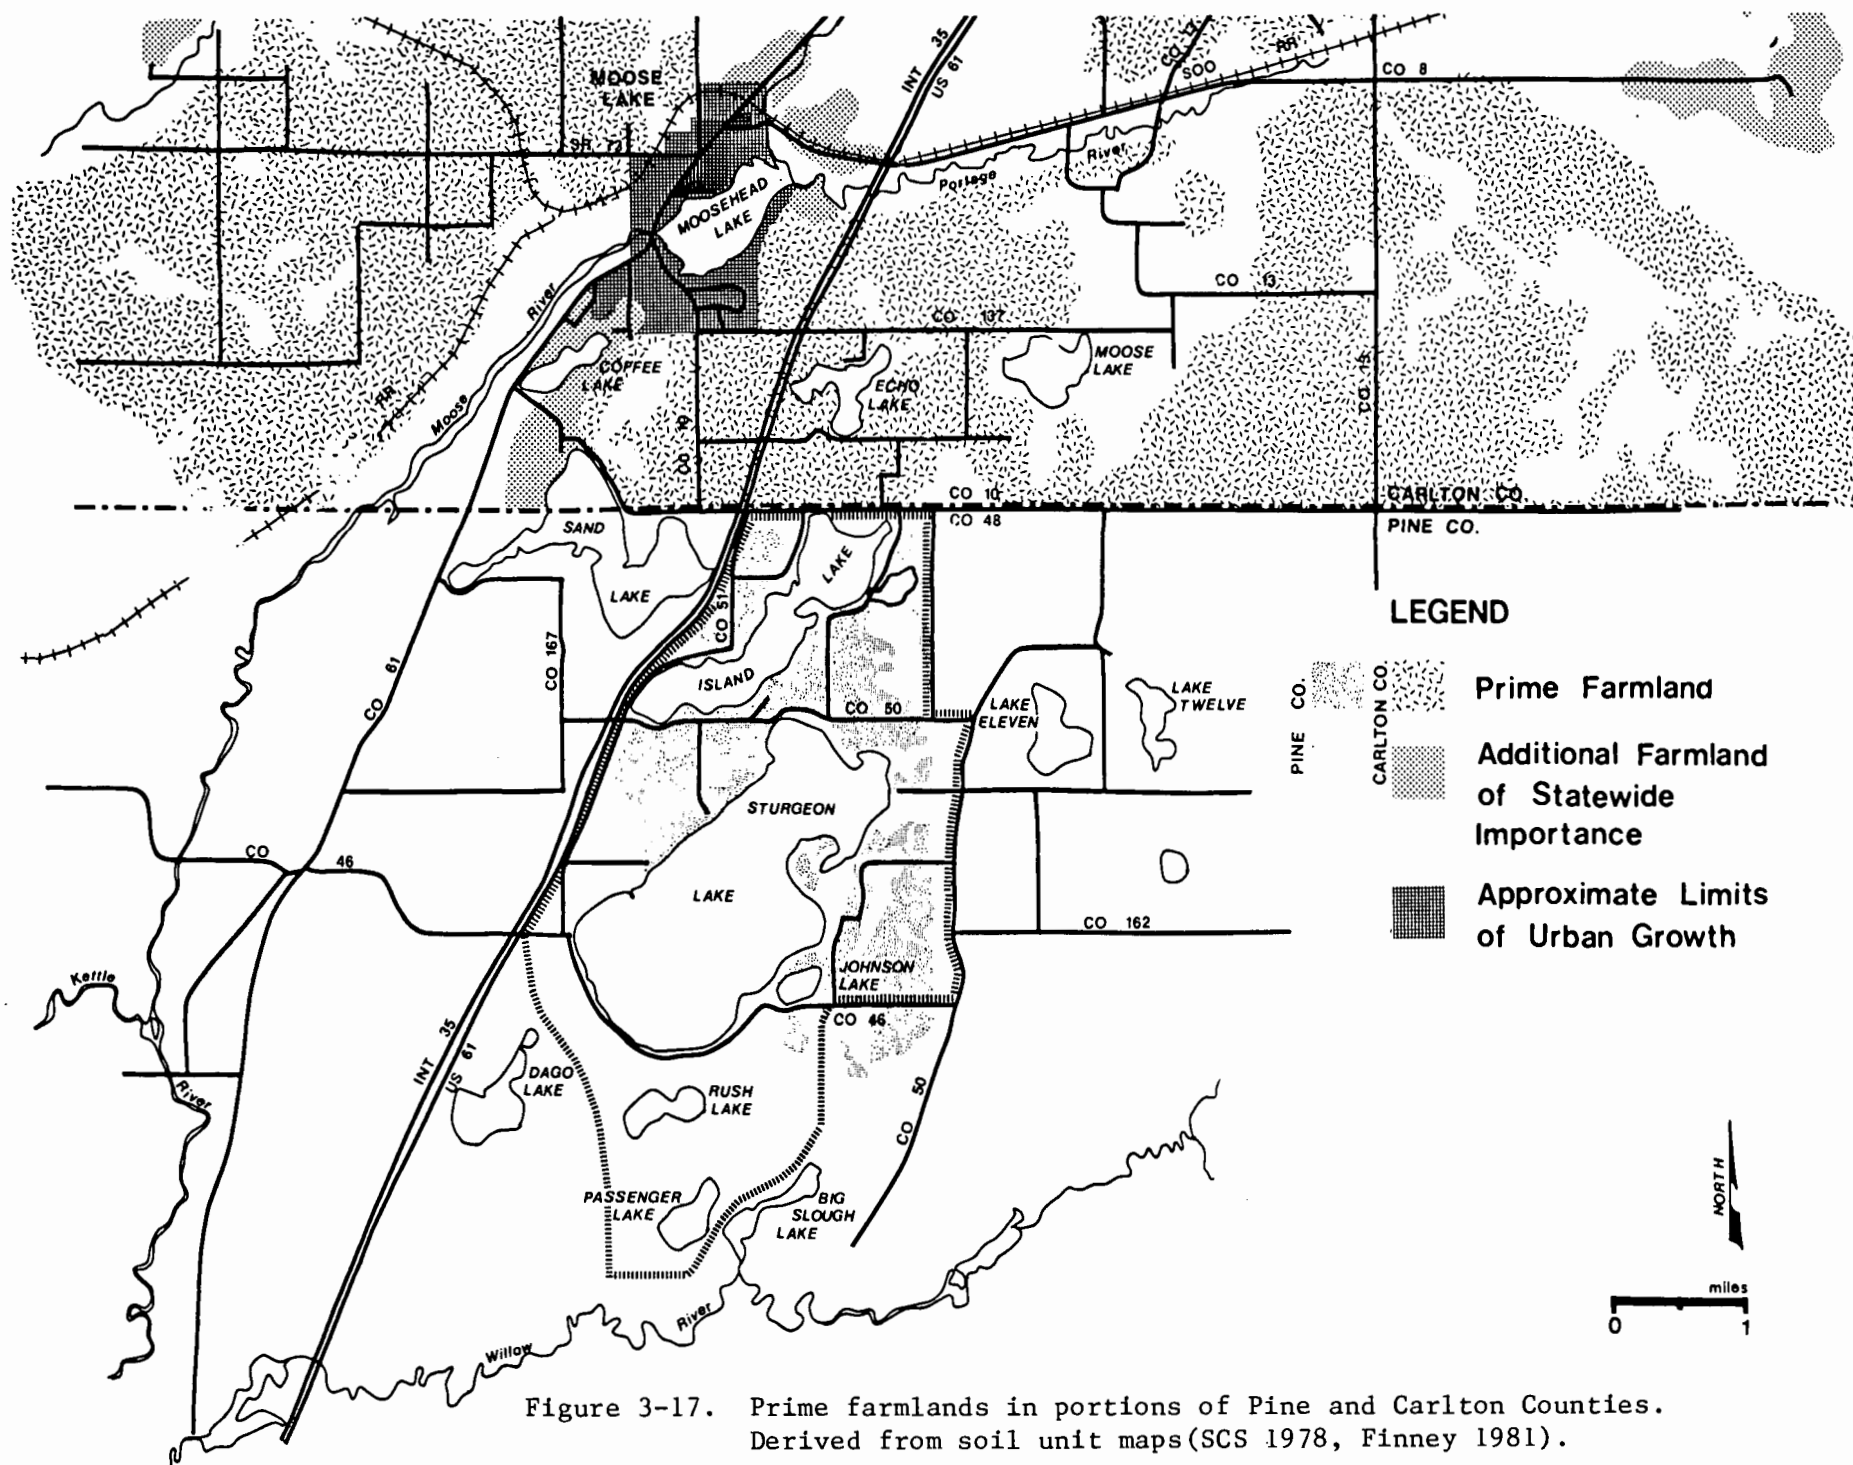 INT 35
US 61
CO 17
SOO
RR
CO 8
MOOSE
LAKE
SR 73
MOOSEHEAD
LAKE
Portage
River
CO 13
River
CO 137
COFFEE
LAKE
ECHO
LAKE
MOOSE
LAKE
CO 15
RR
Moose
CO 10
CARLTON CO.
CO 10
CO 48
PINE CO.
SAND
LAKE
LAKE
CO 51
ISLAND
CO 167
CO 61
CO 50
LAKE
ELEVEN
LAKE
TWELVE
STURGEON
LAKE
CO 46
CO 162
JOHNSON
LAKE
CO 46
Kettle
River
INT 35
US 61
DAGO
LAKE
RUSH
LAKE
CO 50
PASSENGER
LAKE
BIG
SLOUGH
LAKE
Willow
River
LEGEND
PINE CO.
CARLTON CO.
Prime Farmland
Additional Farmland
of Statewide
Importance
Approximate Limits
of Urban Growth
NORTH
miles
0 1
Figure 3-17. Prime farmlands in portions of Pine and Carlton Counties.
Derived from soil unit maps(SCS 1978, Finney 1981).